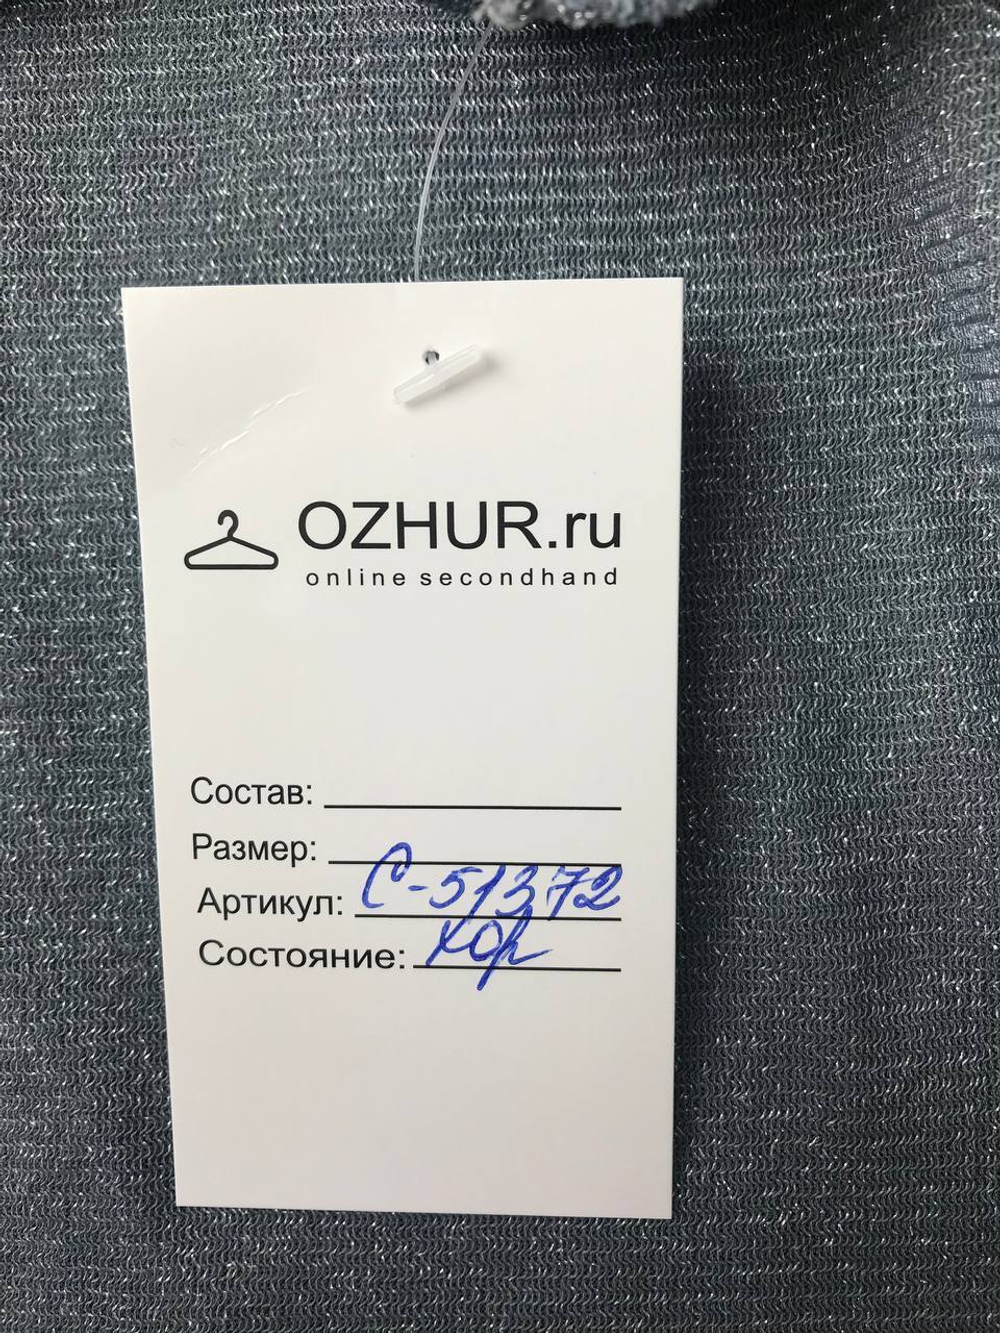 OZHUR.ru
online secondhand
Состав:
Размер:
Артикул: С-51372
Состояние: хор